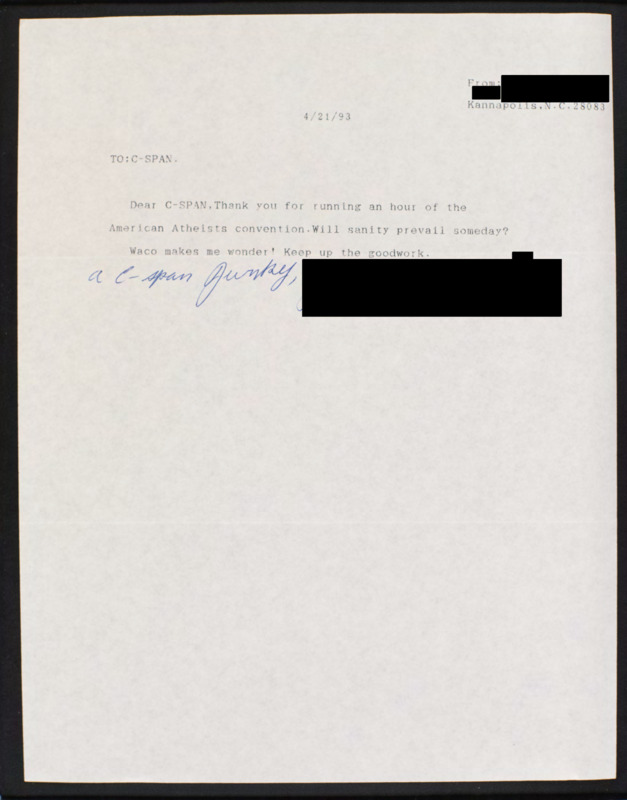 From:
Kannapolis.N.C.28083
4/21/93
TO:C-SPAN.
Dear C-SPAN.Thank you for running an hour of the
American Atheists convention.Will sanity prevail someday?
Waco makes me wonder! Keep up the goodwork.
a C-span Junky,